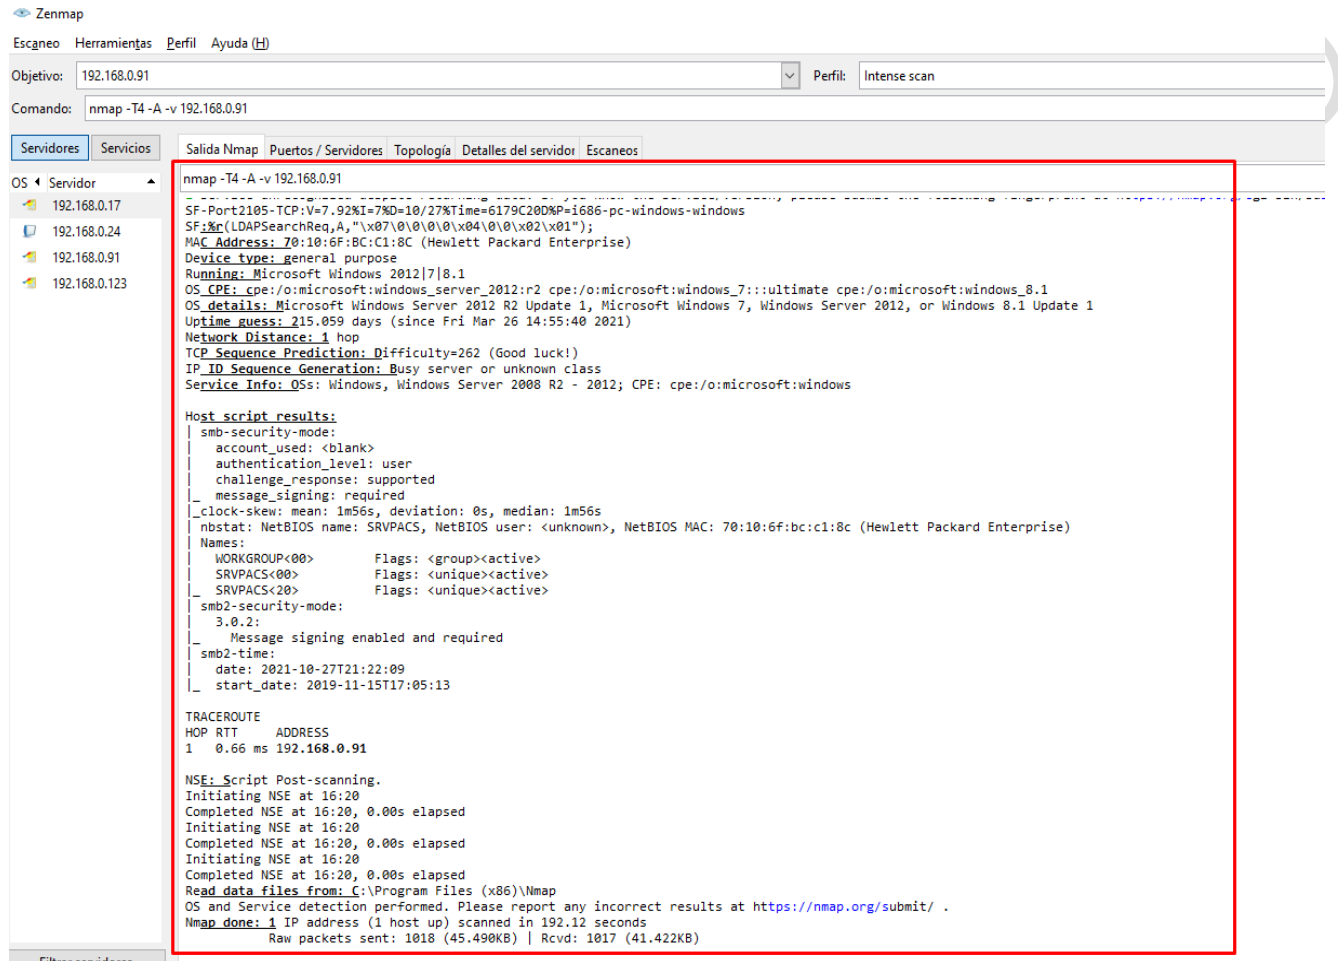 Zenmap
Escaneo Herramientas Perfil Ayuda (H)
Objetivo: 192.168.0.91 Perfil: Intense scan
Comando: nmap -T4 -A -v 192.168.0.91
Servidores Servicios Salida Nmap Puertos / Servidores Topología Detalles del servidor Escaneos
OS Servidor
nmap -T4 -A -v 192.168.0.91
192.168.0.17
192.168.0.24
192.168.0.91
192.168.0.123
SF-Port2105-TCP:V=7.92%I=7%D=10/27%Time=6179C20D%P=i686-pc-windows-windows
SF:%r(LDAPSearchReq,A,"\x07\0\0\0\0\x04\0\0\x02\x01");
MAC Address: 70:10:6F:BC:C1:8C (Hewlett Packard Enterprise)
Device type: general purpose
Running: Microsoft Windows 2012|7|8.1
OS CPE: cpe:/o:microsoft:windows_server_2012:r2 cpe:/o:microsoft:windows_7:::ultimate cpe:/o:microsoft:windows_8.1
OS details: Microsoft Windows Server 2012 R2 Update 1, Microsoft Windows 7, Windows Server 2012, or Windows 8.1 Update 1
Uptime guess: 215.059 days (since Fri Mar 26 14:55:40 2021)
Network Distance: 1 hop
TCP Sequence Prediction: Difficulty=262 (Good luck!)
IP ID Sequence Generation: Busy server or unknown class
Service Info: OSs: Windows, Windows Server 2008 R2 - 2012; CPE: cpe:/o:microsoft:windows
Host script results:
| smb-security-mode:
|   account_used: <blank>
|   authentication_level: user
|   challenge_response: supported
|_  message_signing: required
|_clock-skew: mean: 1m56s, deviation: 0s, median: 1m56s
| nbstat: NetBIOS name: SRVPACS, NetBIOS user: <unknown>, NetBIOS MAC: 70:10:6f:bc:c1:8c (Hewlett Packard Enterprise)
| Names:
|   WORKGROUP<00>        Flags: <group><active>
|   SRVPACS<00>          Flags: <unique><active>
|_  SRVPACS<20>          Flags: <unique><active>
| smb2-security-mode:
|   3.0.2:
|_    Message signing enabled and required
| smb2-time:
|   date: 2021-10-27T21:22:09
|_  start_date: 2019-11-15T17:05:13
TRACEROUTE
HOP RTT     ADDRESS
1   0.66 ms 192.168.0.91
NSE: Script Post-scanning.
Initiating NSE at 16:20
Completed NSE at 16:20, 0.00s elapsed
Initiating NSE at 16:20
Completed NSE at 16:20, 0.00s elapsed
Initiating NSE at 16:20
Completed NSE at 16:20, 0.00s elapsed
Read data files from: C:\Program Files (x86)\Nmap
OS and Service detection performed. Please report any incorrect results at https://nmap.org/submit/ .
Nmap done: 1 IP address (1 host up) scanned in 192.12 seconds
Raw packets sent: 1018 (45.490KB) | Rcvd: 1017 (41.422KB)